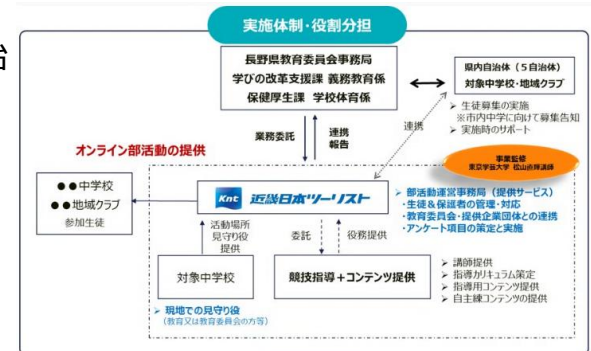 実施体制・役割分担
長野県教育委員会事務局
学びの改革支援課 義務教育係
保健厚生課 学校体育係
県内自治体（５自治体）
対象中学校・地域クラブ
➢ 生徒募集の実施
※市内中学に向けて募集告知
➢ 実施時のサポート
業務委託
連携
報告
連携
オンライン部活動の提供
事業監修
東京学芸大学 松山直輝講師
●●中学校
●●地域クラブ
参加生徒
Knt 近畿日本ツーリスト
➢ 部活動運営事務局（提供サービス）
・生徒＆保護者の管理・対応
・教育委員会・提供企業団体との連携
・アンケート項目の策定と実施
活動場所
見守り役
提供
委託
役務提供
対象中学校
競技指導＋コンテンツ提供
➢ 講師提供
➢ 指導カリキュラム策定
➢ 指導用コンテンツ提供
➢ 自主練コンテンツの提供
➢ 現地での見守り役
（教育又は教育委員会の方等）